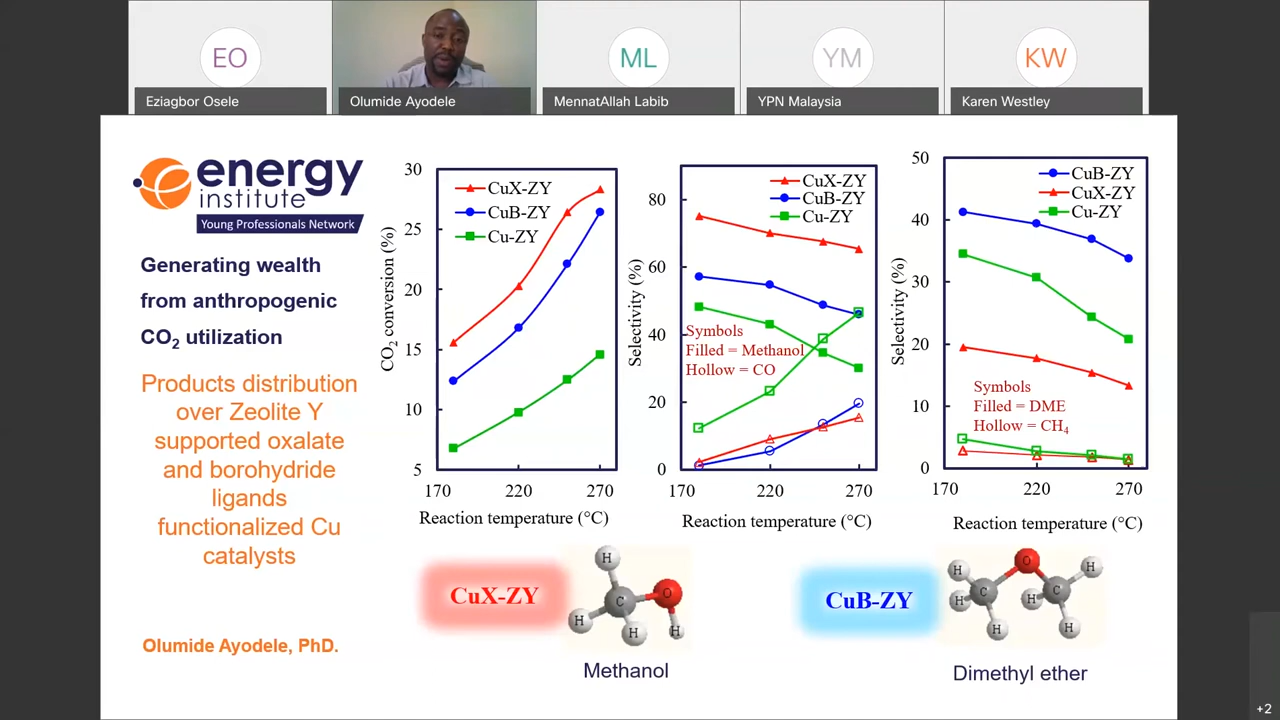 EO
ML
YM
KW
Eziagbor Osele
Olumide Ayodele
MennatAllah Labib
YPN Malaysia
Karen Westley
energy
institute
Young Professionals Network
Generating wealth
from anthropogenic
CO₂ utilization
Products distribution
over Zeolite Y
supported oxalate
and borohydride
ligands
functionalized Cu
catalysts
Olumide Ayodele, PhD.
CO₂ conversion (%)
30
25
20
15
10
5
170
220
270
Reaction temperature (°C)
CuX-ZY
CuB-ZY
Cu-ZY
Selectivity (%)
80
60
40
20
0
170
220
270
Reaction temperature (°C)
CuX-ZY
CuB-ZY
Cu-ZY
Symbols
Filled = Methanol
Hollow = CO
Selectivity (%)
50
40
30
20
10
0
170
220
270
Reaction temperature (°C)
CuB-ZY
CuX-ZY
Cu-ZY
Symbols
Filled = DME
Hollow = CH₄
CuX-ZY
H
C
O
H
H
H
Methanol
CuB-ZY
O
H
H
C
C
H
H
H
H
Dimethyl ether
+2